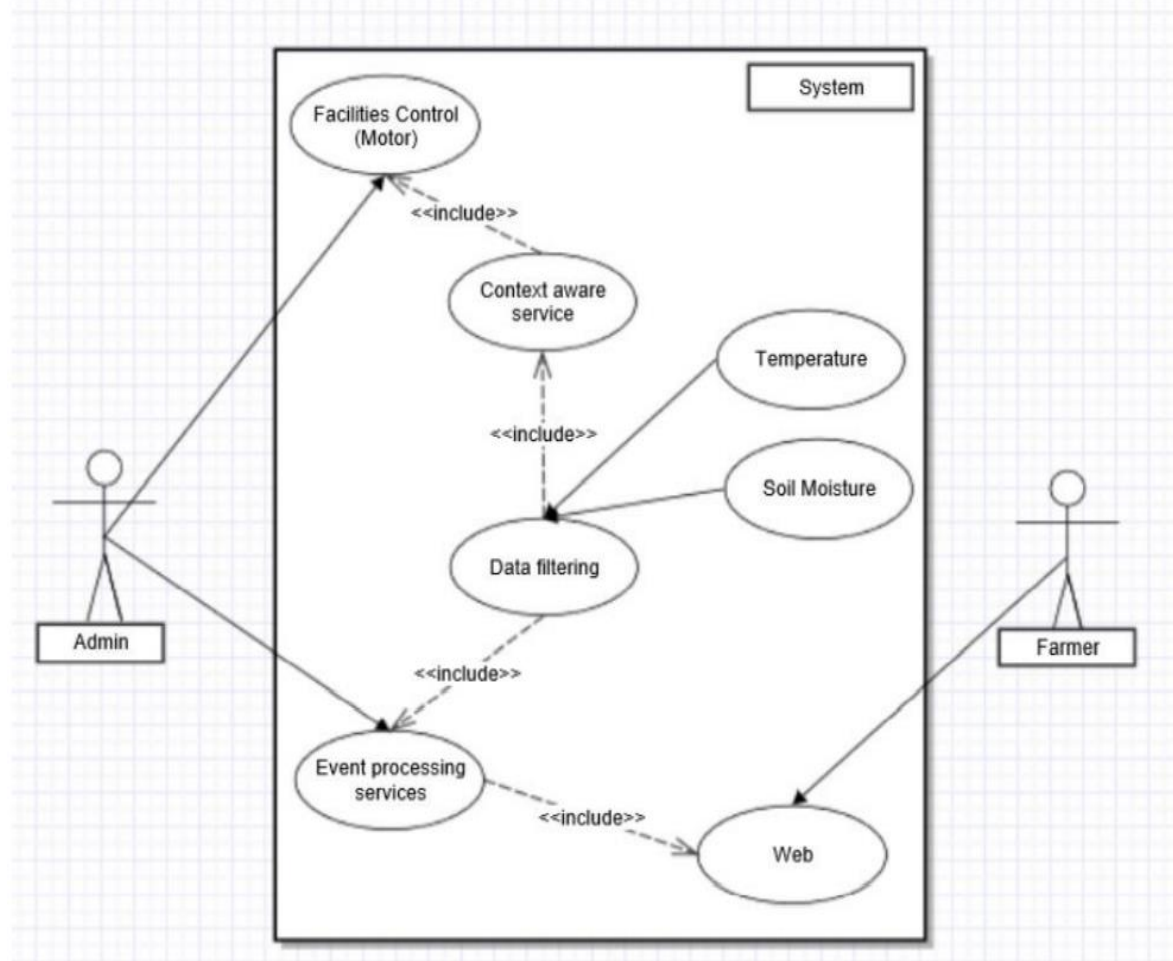 System
Facilities Control
(Motor)
<<include>>
Context aware
service
Temperature
<<include>>
Soil Moisture
Data filtering
Admin
Farmer
<<include>>
Event processing
services
<<include>>
Web